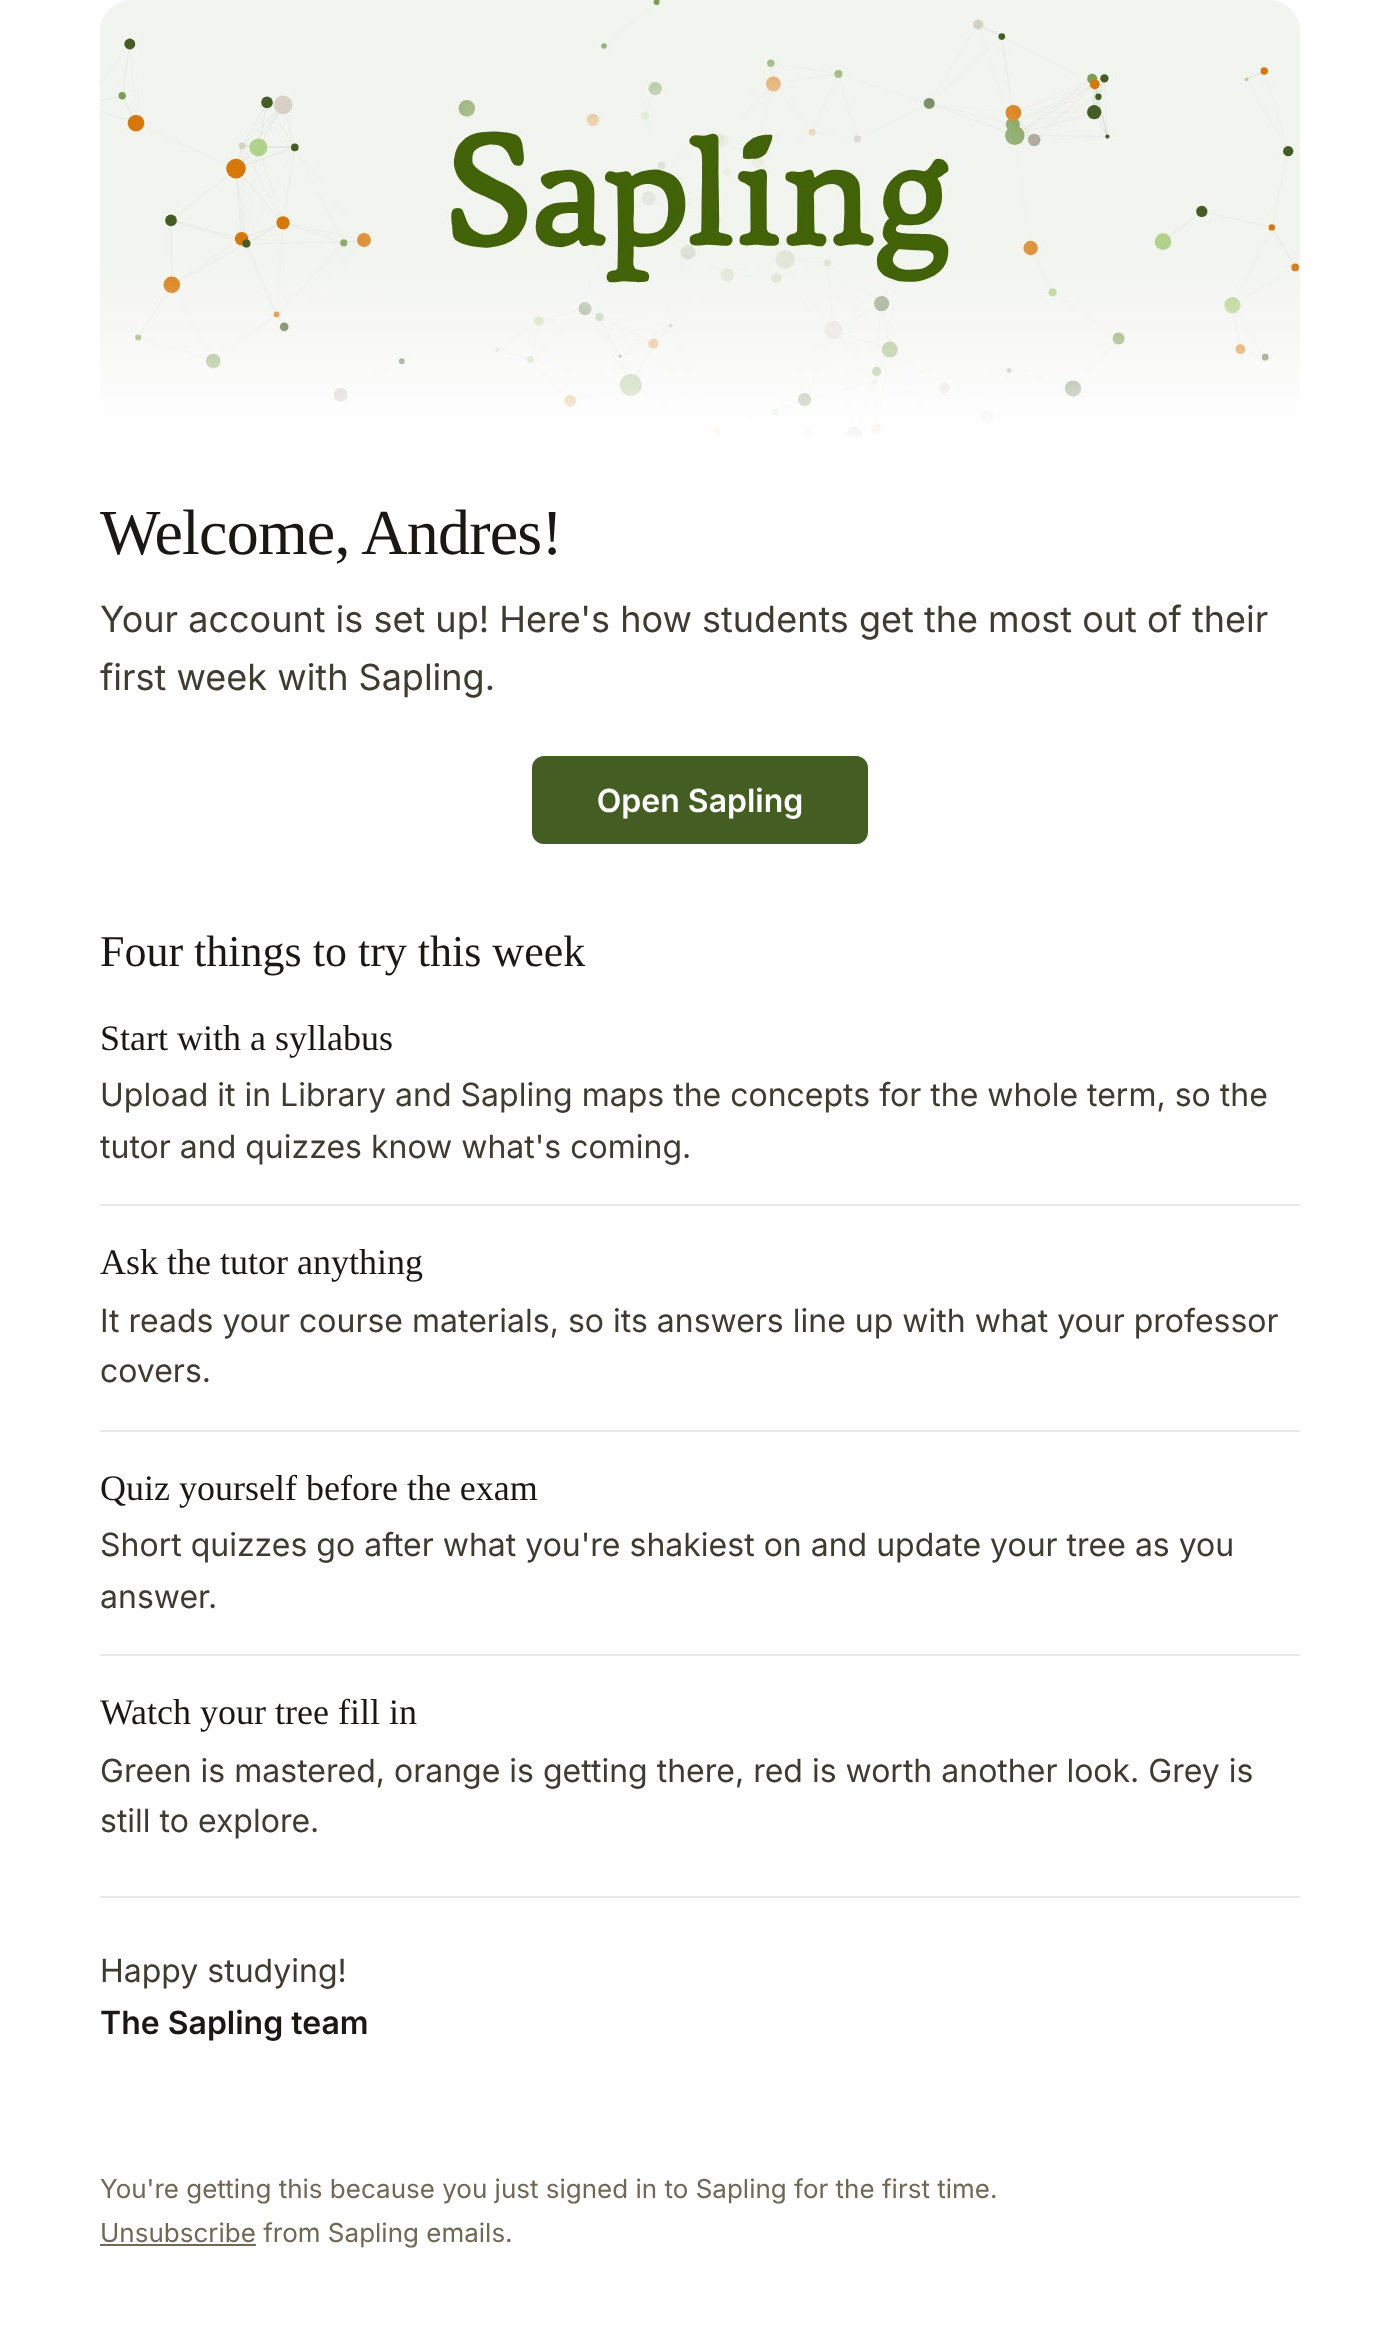 Sapling
Welcome, Andres!
Your account is set up! Here's how students get the most out of their
first week with Sapling.
Open Sapling
Four things to try this week
Start with a syllabus
Upload it in Library and Sapling maps the concepts for the whole term, so the
tutor and quizzes know what's coming.
Ask the tutor anything
It reads your course materials, so its answers line up with what your professor
covers.
Quiz yourself before the exam
Short quizzes go after what you're shakiest on and update your tree as you
answer.
Watch your tree fill in
Green is mastered, orange is getting there, red is worth another look. Grey is
still to explore.
Happy studying!
The Sapling team
You're getting this because you just signed in to Sapling for the first time.
Unsubscribe from Sapling emails.